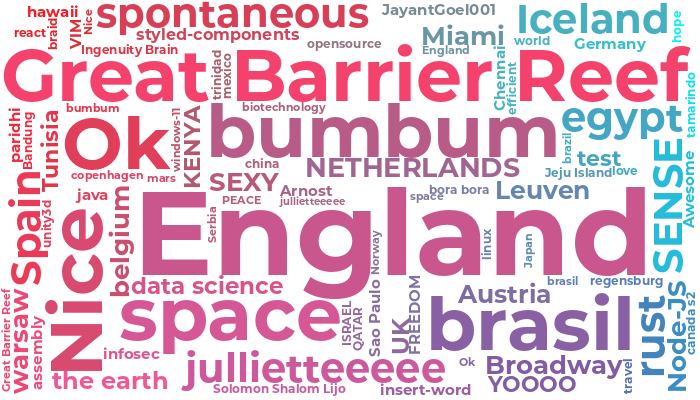 hawaii
braid
VIM
Nice
spontaneous
JayantGoel001
Iceland
hope
react
styled-components
opensource
Miami
world
Germany
Ingenuity Brain
England
Great Barrier Reef
trinidad
mexico
Chennai
efficient
merindo
bumbum
biotechnology
egypt
paridhi
Bandung
Tunisia
Ok
windows-11
KENYA
bumbum
brazil
test
SENSE
Awesome
china
NETHERLANDS
Jeju Island
love
copenhagen
mars
SEXY
Arnost
bora bora
Leuven
Spain
unity3d
java
belgium
PEACE
jullietteeeee
space
Nice
England
Serbia
Norway
linux
Japan
data science
brasil
regensburg
Great Barrier Reef
warsaw
assembly
space
ISRAEL
QATAR
Sao Paulo
UK
FREEDOM
Austria
brasil
rust
Node-Js
canda s2
infosec
the earth
jullietteeeee
Ok
Broadway
travel
Solomon Shalom Lijo
insert-word
YOOOO